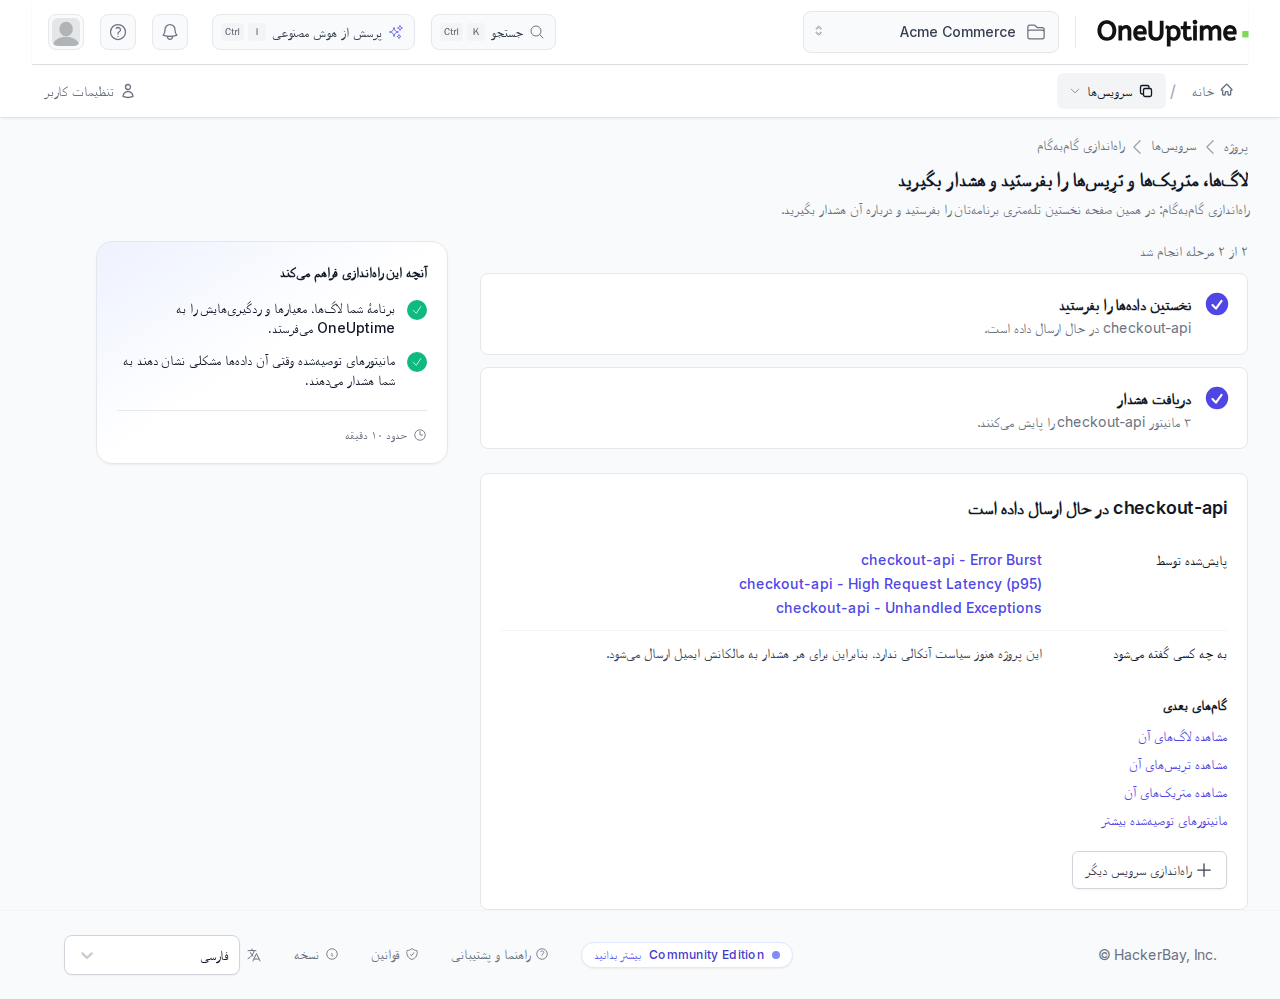 OneUptime
Acme Commerce
جستجو K Ctrl
پرسش از هوش مصنوعی I Ctrl
خانه / سرویس‌ها
تنظیمات کاربر
پروژه سرویس‌ها راه‌اندازی گام‌به‌گام
لاگ‌ها، متریک‌ها و تریس‌ها را بفرستید و هشدار بگیرید
راه‌اندازی گام‌به‌گام: در همین صفحه نخستین تله‌متری برنامه‌تان را بفرستید و درباره آن هشدار بگیرید.
۲ از ۲ مرحله انجام شد
نخستین داده‌ها را بفرستید
checkout-api در حال ارسال داده است.
دریافت هشدار
۳ مانیتور checkout-api را پایش می‌کنند.
آنچه این راه‌اندازی فراهم می‌کند
برنامهٔ شما لاگ‌ها، معیارها و ردگیری‌هایش را به
OneUptime می‌فرستد.
مانیتورهای توصیه‌شده وقتی آن داده‌ها مشکلی نشان دهند به
شما هشدار می‌دهند.
حدود ۱۰ دقیقه
checkout-api در حال ارسال داده است
پایش‌شده توسط
checkout-api - Error Burst
checkout-api - High Request Latency (p95)
checkout-api - Unhandled Exceptions
به چه کسی گفته می‌شود
این پروژه هنوز سیاست آنکالی ندارد، بنابراین برای هر هشدار به مالکانش ایمیل ارسال می‌شود.
گام‌های بعدی
مشاهده لاگ‌های آن
مشاهده تریس‌های آن
مشاهده متریک‌های آن
مانیتورهای توصیه‌شده بیشتر
راه‌اندازی سرویس دیگر
© HackerBay, Inc.
Community Edition بیشتر بدانید
راهنما و پشتیبانی
قوانین
نسخه
فارسی